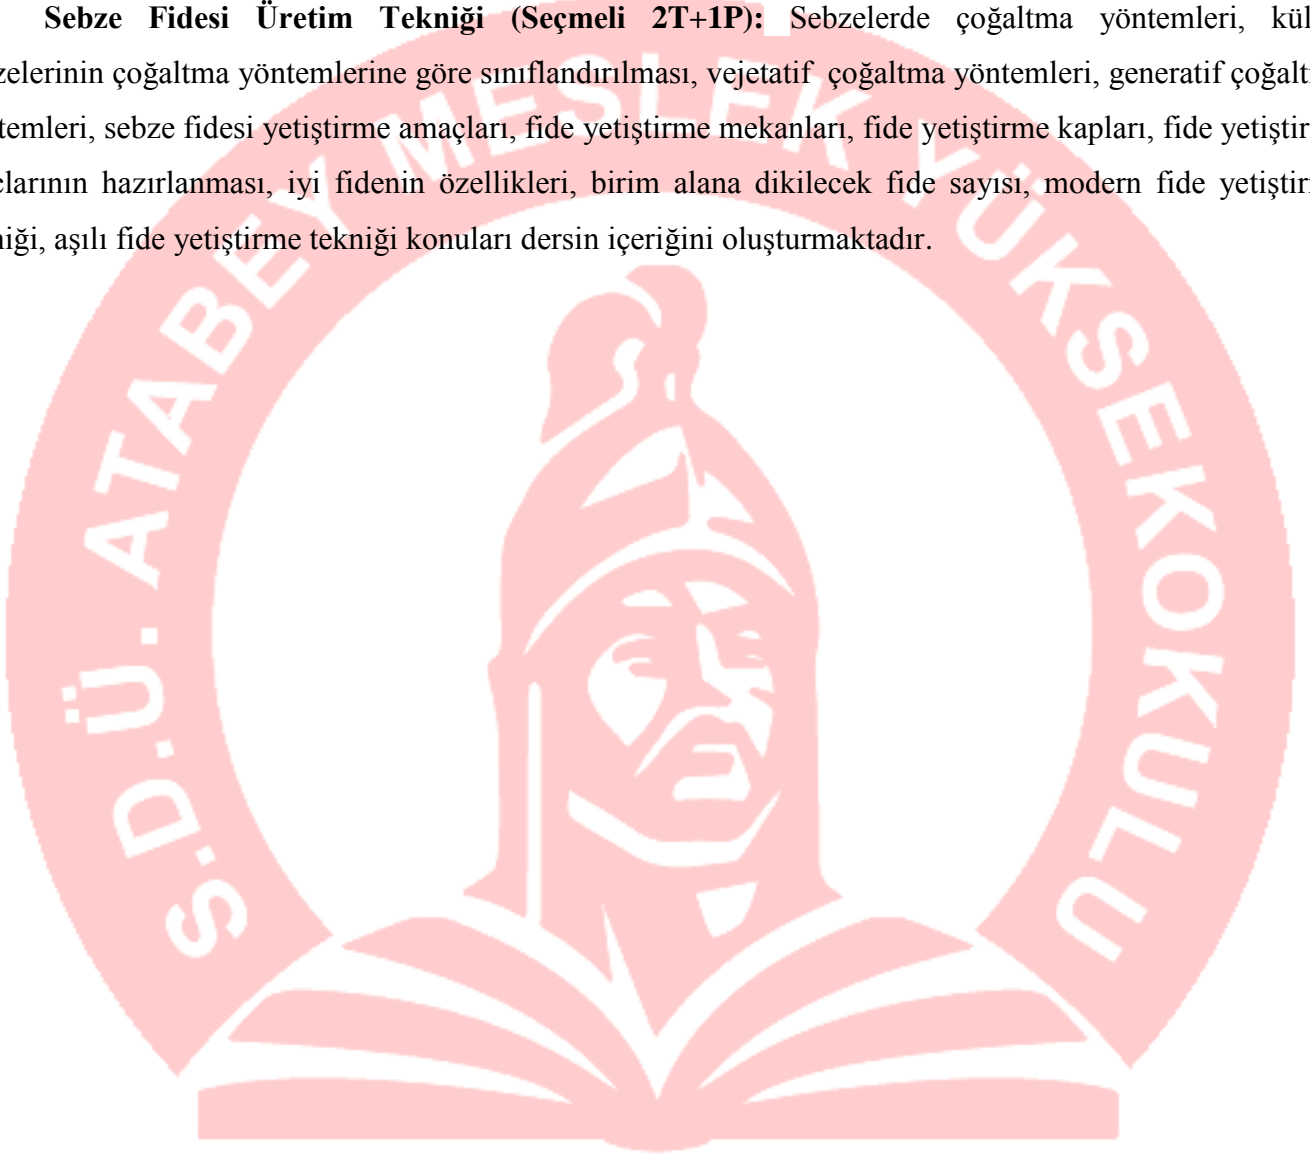 Sebze Fidesi Üretim Tekniği (Seçmeli 2T+1P): Sebzelerde çoğaltma yöntemleri, kül
zelerinin çoğaltma yöntemlerine göre sınıflandırılması, vejetatif çoğaltma yöntemleri, generatif çoğalt
temleri, sebze fidesi yetiştirme amaçları, fide yetiştirme mekanları, fide yetiştirme kapları, fide yetiştir
çlarının hazırlanması, iyi fidenin özellikleri, birim alana dikilecek fide sayısı, modern fide yetiştir
niği, aşılı fide yetiştirme tekniği konuları dersin içeriğini oluşturmaktadır.
S.D.Ü. ATABEY MESLEK YÜKSEKOKULU